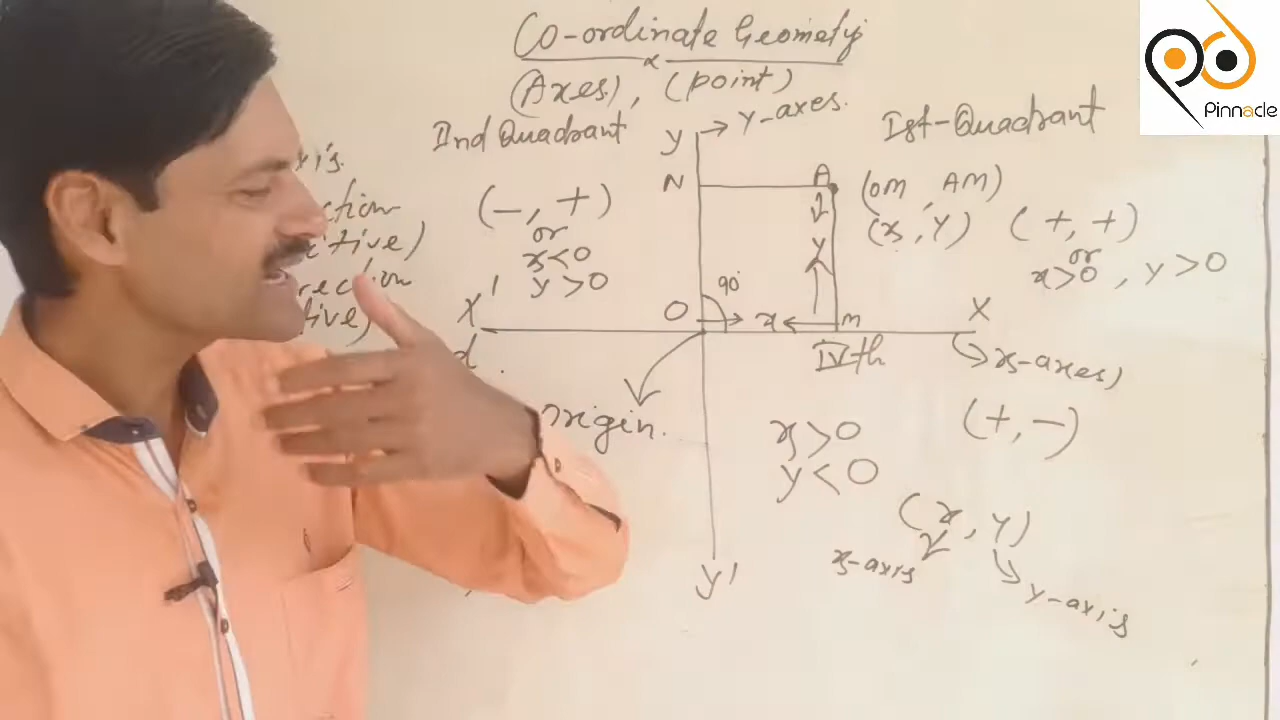 Co-ordinate Geometry
(Axes), (point)
IInd Quadrant
Y → Y-axes.
Ist-Quadrant
Pinnacle
N
A
(OM, AM)
(x, Y)
(+, +)
or
x>0, y>0
(-, +)
or
x<0
y>0
Y
90°
X'
O
x
M
X
IVth
x-axes)
origin.
x>0
y<0
(+, -)
(x, Y)
x-axis
Y-axis
Y'